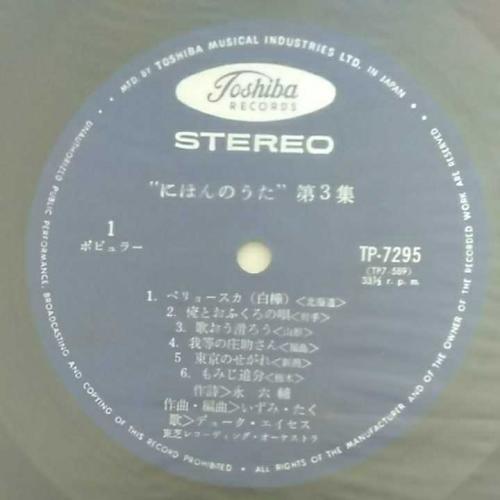 MFD. BY TOSHIBA MUSICAL INDUSTRIES LTD. IN JAPAN
Toshiba
RECORDS
STEREO
"にほんのうた" 第3集
1
ポピュラー
TP-7295
(TP7·589)
33⅓ r. p. m.
1. ベリョースカ (白樺)<北海道>
2. 俺とおふくろの唄<岩手>
3. 歌おう滑ろう<山形>
4. 我等の庄助さん<福島>
5 東京のせがれ<新潟>
6. もみじ追分<栃木>
作詩>永 六輔
作曲・編曲>いずみ・たく
歌>デューク・エイセス
東芝レコーディング・オーケストラ
UNAUTHORIZED PUBLIC PERFORMANCE, BROADCASTING AND COPYING OF THIS RECORD PROHIBITED • ALL RIGHTS OF THE MANUFACTURER AND OF THE OWNER OF THE RECORDED WORK ARE RESERVED